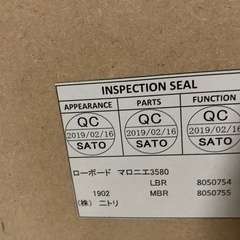 INSPECTION SEAL
APPEARANCE PARTS FUNCTION
QC QC QC
2019/02/16 2019/02/16 2019/02/16
SATO SATO SATO
ローボード マロニエ3580
LBR 8050754
1902 MBR 8050755
(株) ニトリ